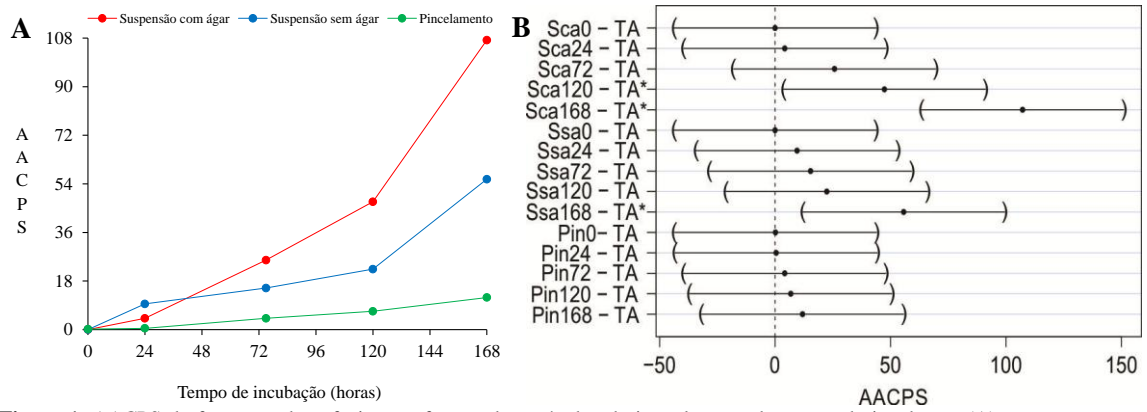 A
Suspensão com ágar
Suspensão sem ágar
Pincelamento
108
90
72
54
36
18
0
A
A
C
P
S
0 24 48 72 96 120 144 168
Tempo de incubação (horas)
B
Sca0 – TA
Sca24 – TA
Sca72 – TA
Sca120 – TA*
Sca168 – TA*
Ssa0 – TA
Ssa24 – TA
Ssa72 – TA
Ssa120 – TA
Ssa168 – TA*
Pin0 – TA
Pin24 – TA
Pin72 – TA
Pin120 – TA
Pin168 – TA
−50 0 50 100 150
AACPS